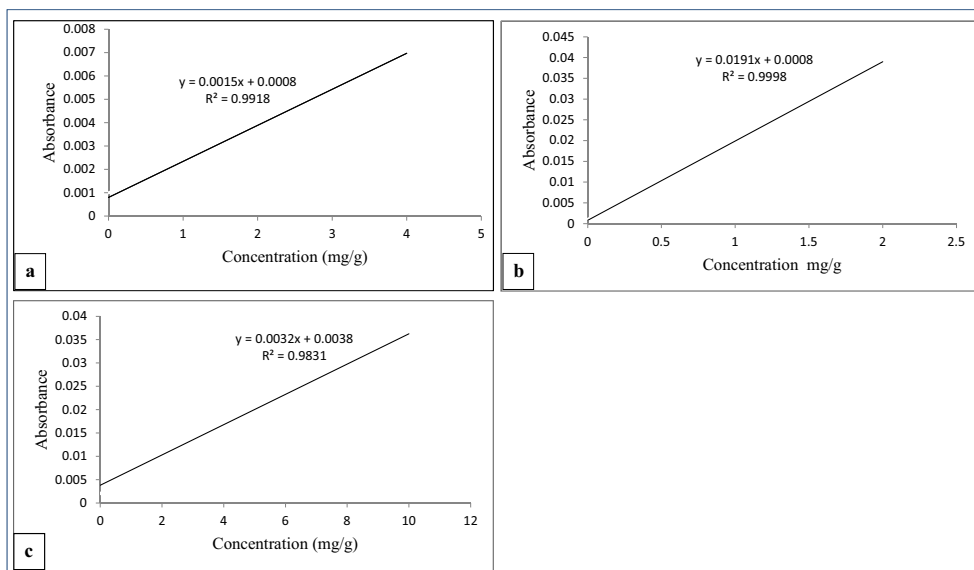 0.008
0.007
0.006
0.005
0.004
0.003
0.002
0.001
0
Absorbance
y = 0.0015x + 0.0008
R² = 0.9918
0 1 2 3 4 5
Concentration (mg/g)
a
0.045
0.04
0.035
0.03
0.025
0.02
0.015
0.01
0.005
0
Absorbance
y = 0.0191x + 0.0008
R² = 0.9998
0 0.5 1 1.5 2 2.5
Concentration mg/g
b
0.04
0.035
0.03
0.025
0.02
0.015
0.01
0.005
0
Absorbance
y = 0.0032x + 0.0038
R² = 0.9831
0 2 4 6 8 10 12
Concentration (mg/g)
c